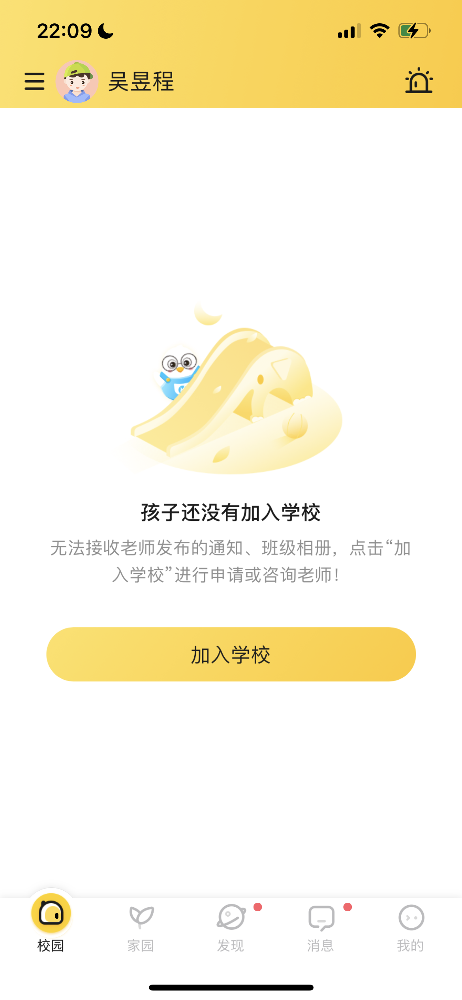 22:09
吴昱程
孩子还没有加入学校
无法接收老师发布的通知、班级相册，点击“加
入学校”进行申请或咨询老师！
加入学校
校园
家园
发现
消息
我的